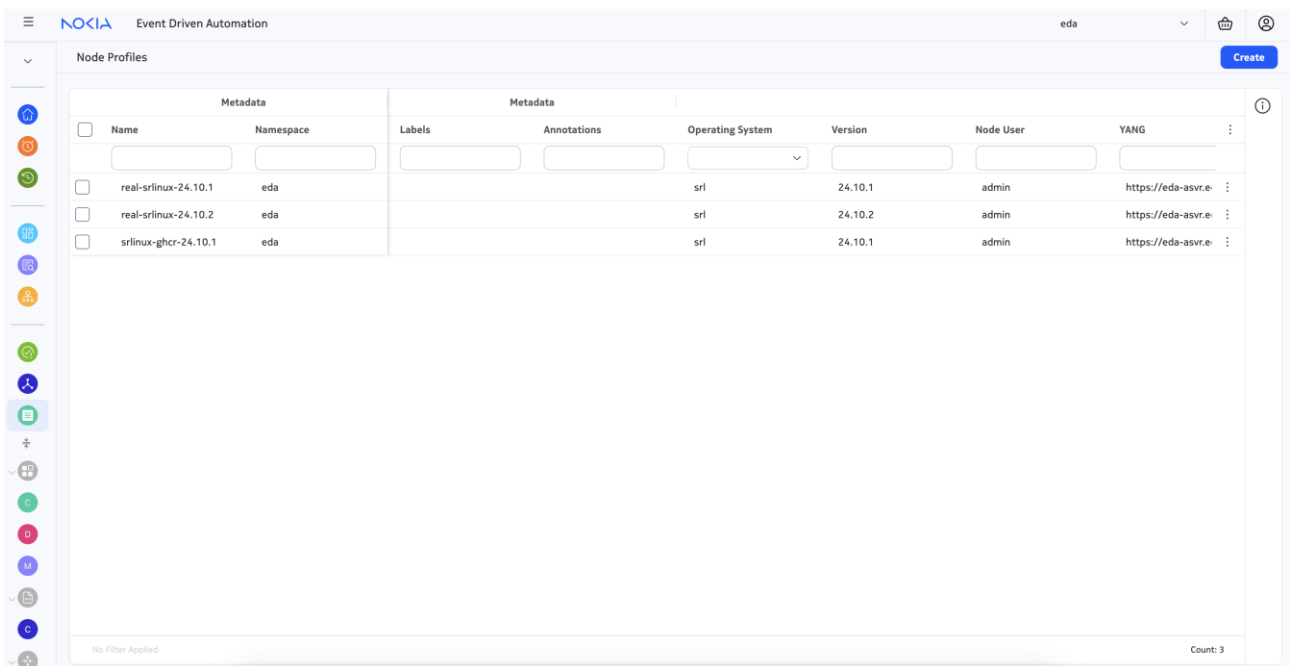 NOKIA Event Driven Automation eda
Node Profiles Create
Metadata Metadata
Name Namespace Labels Annotations Operating System Version Node User YANG
real-srlinux-24.10.1 eda srl 24.10.1 admin https://eda-asvr.e
real-srlinux-24.10.2 eda srl 24.10.2 admin https://eda-asvr.e
srlinux-ghcr-24.10.1 eda srl 24.10.1 admin https://eda-asvr.e
C
D
M
C
No Filter Applied Count: 3